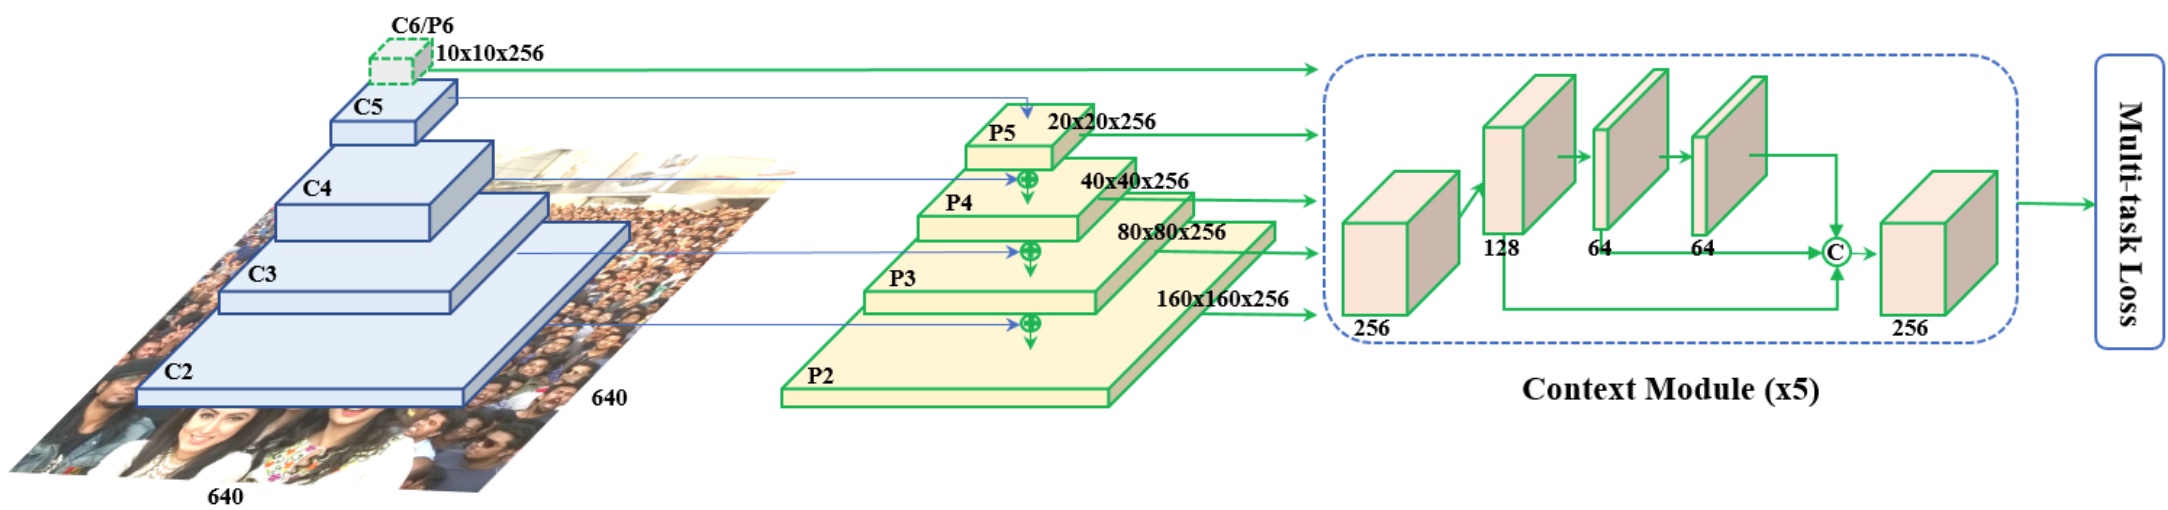 C6/P6
10x10x256
C5
C4
C3
C2
640
640
P5
20x20x256
P4
40x40x256
P3
80x80x256
P2
160x160x256
256
128
64
64
C
256
Context Module (x5)
Multi-task Loss